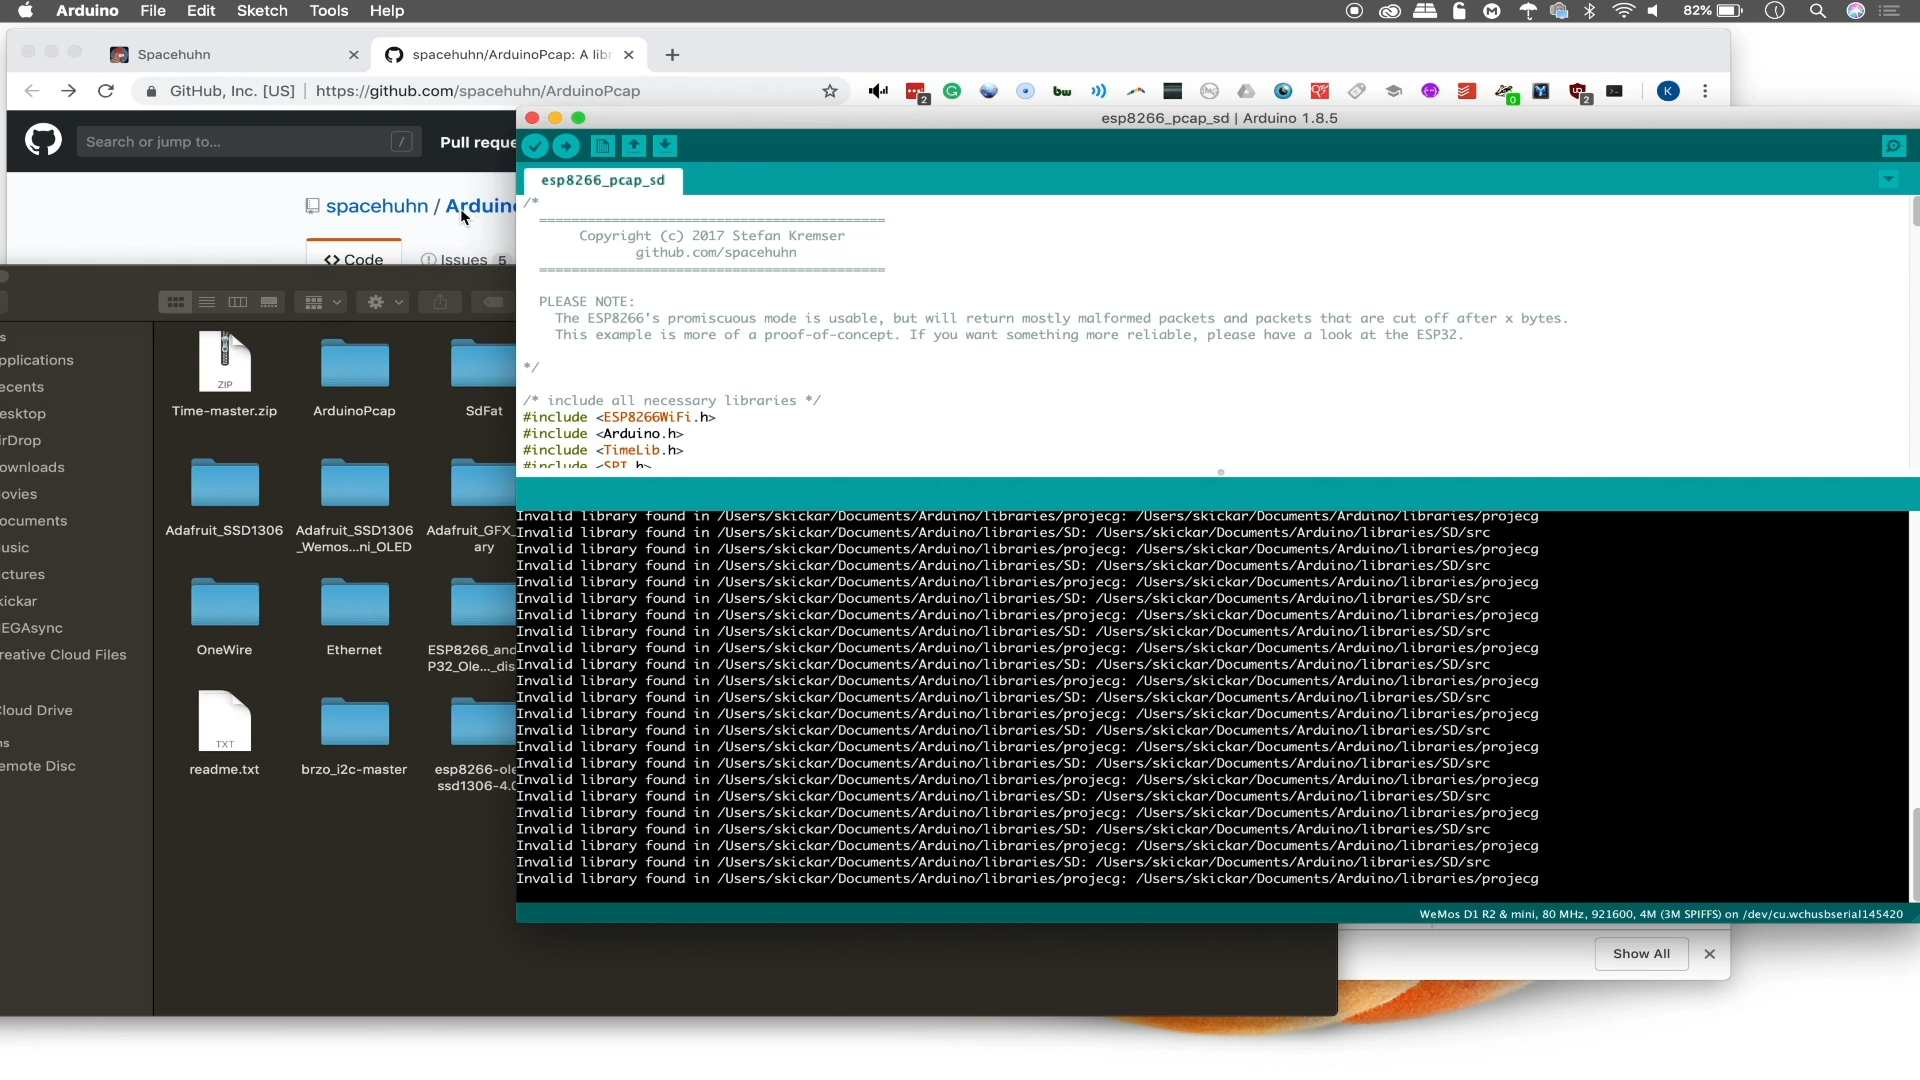 Arduino File Edit Sketch Tools Help 82%
Spacehuhn spacehuhn/ArduinoPcap: A libr
GitHub, Inc. [US] https://github.com/spacehuhn/ArduinoPcap
esp8266_pcap_sd | Arduino 1.8.5
Search or jump to... / Pull reque
esp8266_pcap_sd
spacehuhn / Arduino
Code Issues 5
/*
=========================================
Copyright (c) 2017 Stefan Kremser
github.com/spacehuhn
=========================================
PLEASE NOTE:
The ESP8266's promiscuous mode is usable, but will return mostly malformed packets and packets that are cut off after x bytes.
This example is more of a proof-of-concept. If you want something more reliable, please have a look at the ESP32.
*/
/* include all necessary libraries */
#include <ESP8266WiFi.h>
#include <Arduino.h>
#include <TimeLib.h>
#include <SPI.h>
s
pplications
ecents
esktop
irDrop
ownloads
ovies
ocuments
usic
ictures
kickar
EGAsync
reative Cloud Files
loud Drive
ns
emote Disc
ZIP
Time-master.zip ArduinoPcap SdFat
Adafruit_SSD1306 Adafruit_SSD1306 Adafruit_GFX_
_Wemos...ni_OLED ary
OneWire Ethernet ESP8266_and
P32_Ole..._dis
TXT
readme.txt brzo_i2c-master esp8266-ole
ssd1306-4.0
Invalid library found in /Users/skickar/Documents/Arduino/libraries/projecg: /Users/skickar/Documents/Arduino/libraries/projecg
Invalid library found in /Users/skickar/Documents/Arduino/libraries/SD: /Users/skickar/Documents/Arduino/libraries/SD/src
Invalid library found in /Users/skickar/Documents/Arduino/libraries/projecg: /Users/skickar/Documents/Arduino/libraries/projecg
Invalid library found in /Users/skickar/Documents/Arduino/libraries/SD: /Users/skickar/Documents/Arduino/libraries/SD/src
Invalid library found in /Users/skickar/Documents/Arduino/libraries/projecg: /Users/skickar/Documents/Arduino/libraries/projecg
Invalid library found in /Users/skickar/Documents/Arduino/libraries/SD: /Users/skickar/Documents/Arduino/libraries/SD/src
Invalid library found in /Users/skickar/Documents/Arduino/libraries/projecg: /Users/skickar/Documents/Arduino/libraries/projecg
Invalid library found in /Users/skickar/Documents/Arduino/libraries/SD: /Users/skickar/Documents/Arduino/libraries/SD/src
Invalid library found in /Users/skickar/Documents/Arduino/libraries/projecg: /Users/skickar/Documents/Arduino/libraries/projecg
Invalid library found in /Users/skickar/Documents/Arduino/libraries/SD: /Users/skickar/Documents/Arduino/libraries/SD/src
Invalid library found in /Users/skickar/Documents/Arduino/libraries/projecg: /Users/skickar/Documents/Arduino/libraries/projecg
Invalid library found in /Users/skickar/Documents/Arduino/libraries/SD: /Users/skickar/Documents/Arduino/libraries/SD/src
Invalid library found in /Users/skickar/Documents/Arduino/libraries/projecg: /Users/skickar/Documents/Arduino/libraries/projecg
Invalid library found in /Users/skickar/Documents/Arduino/libraries/SD: /Users/skickar/Documents/Arduino/libraries/SD/src
Invalid library found in /Users/skickar/Documents/Arduino/libraries/projecg: /Users/skickar/Documents/Arduino/libraries/projecg
Invalid library found in /Users/skickar/Documents/Arduino/libraries/SD: /Users/skickar/Documents/Arduino/libraries/SD/src
Invalid library found in /Users/skickar/Documents/Arduino/libraries/projecg: /Users/skickar/Documents/Arduino/libraries/projecg
Invalid library found in /Users/skickar/Documents/Arduino/libraries/SD: /Users/skickar/Documents/Arduino/libraries/SD/src
Invalid library found in /Users/skickar/Documents/Arduino/libraries/projecg: /Users/skickar/Documents/Arduino/libraries/projecg
Invalid library found in /Users/skickar/Documents/Arduino/libraries/SD: /Users/skickar/Documents/Arduino/libraries/SD/src
Invalid library found in /Users/skickar/Documents/Arduino/libraries/projecg: /Users/skickar/Documents/Arduino/libraries/projecg
Invalid library found in /Users/skickar/Documents/Arduino/libraries/SD: /Users/skickar/Documents/Arduino/libraries/SD/src
Invalid library found in /Users/skickar/Documents/Arduino/libraries/projecg: /Users/skickar/Documents/Arduino/libraries/projecg
WeMos D1 R2 & mini, 80 MHz, 921600, 4M (3M SPIFFS) on /dev/cu.wchusbserial145420
Show All